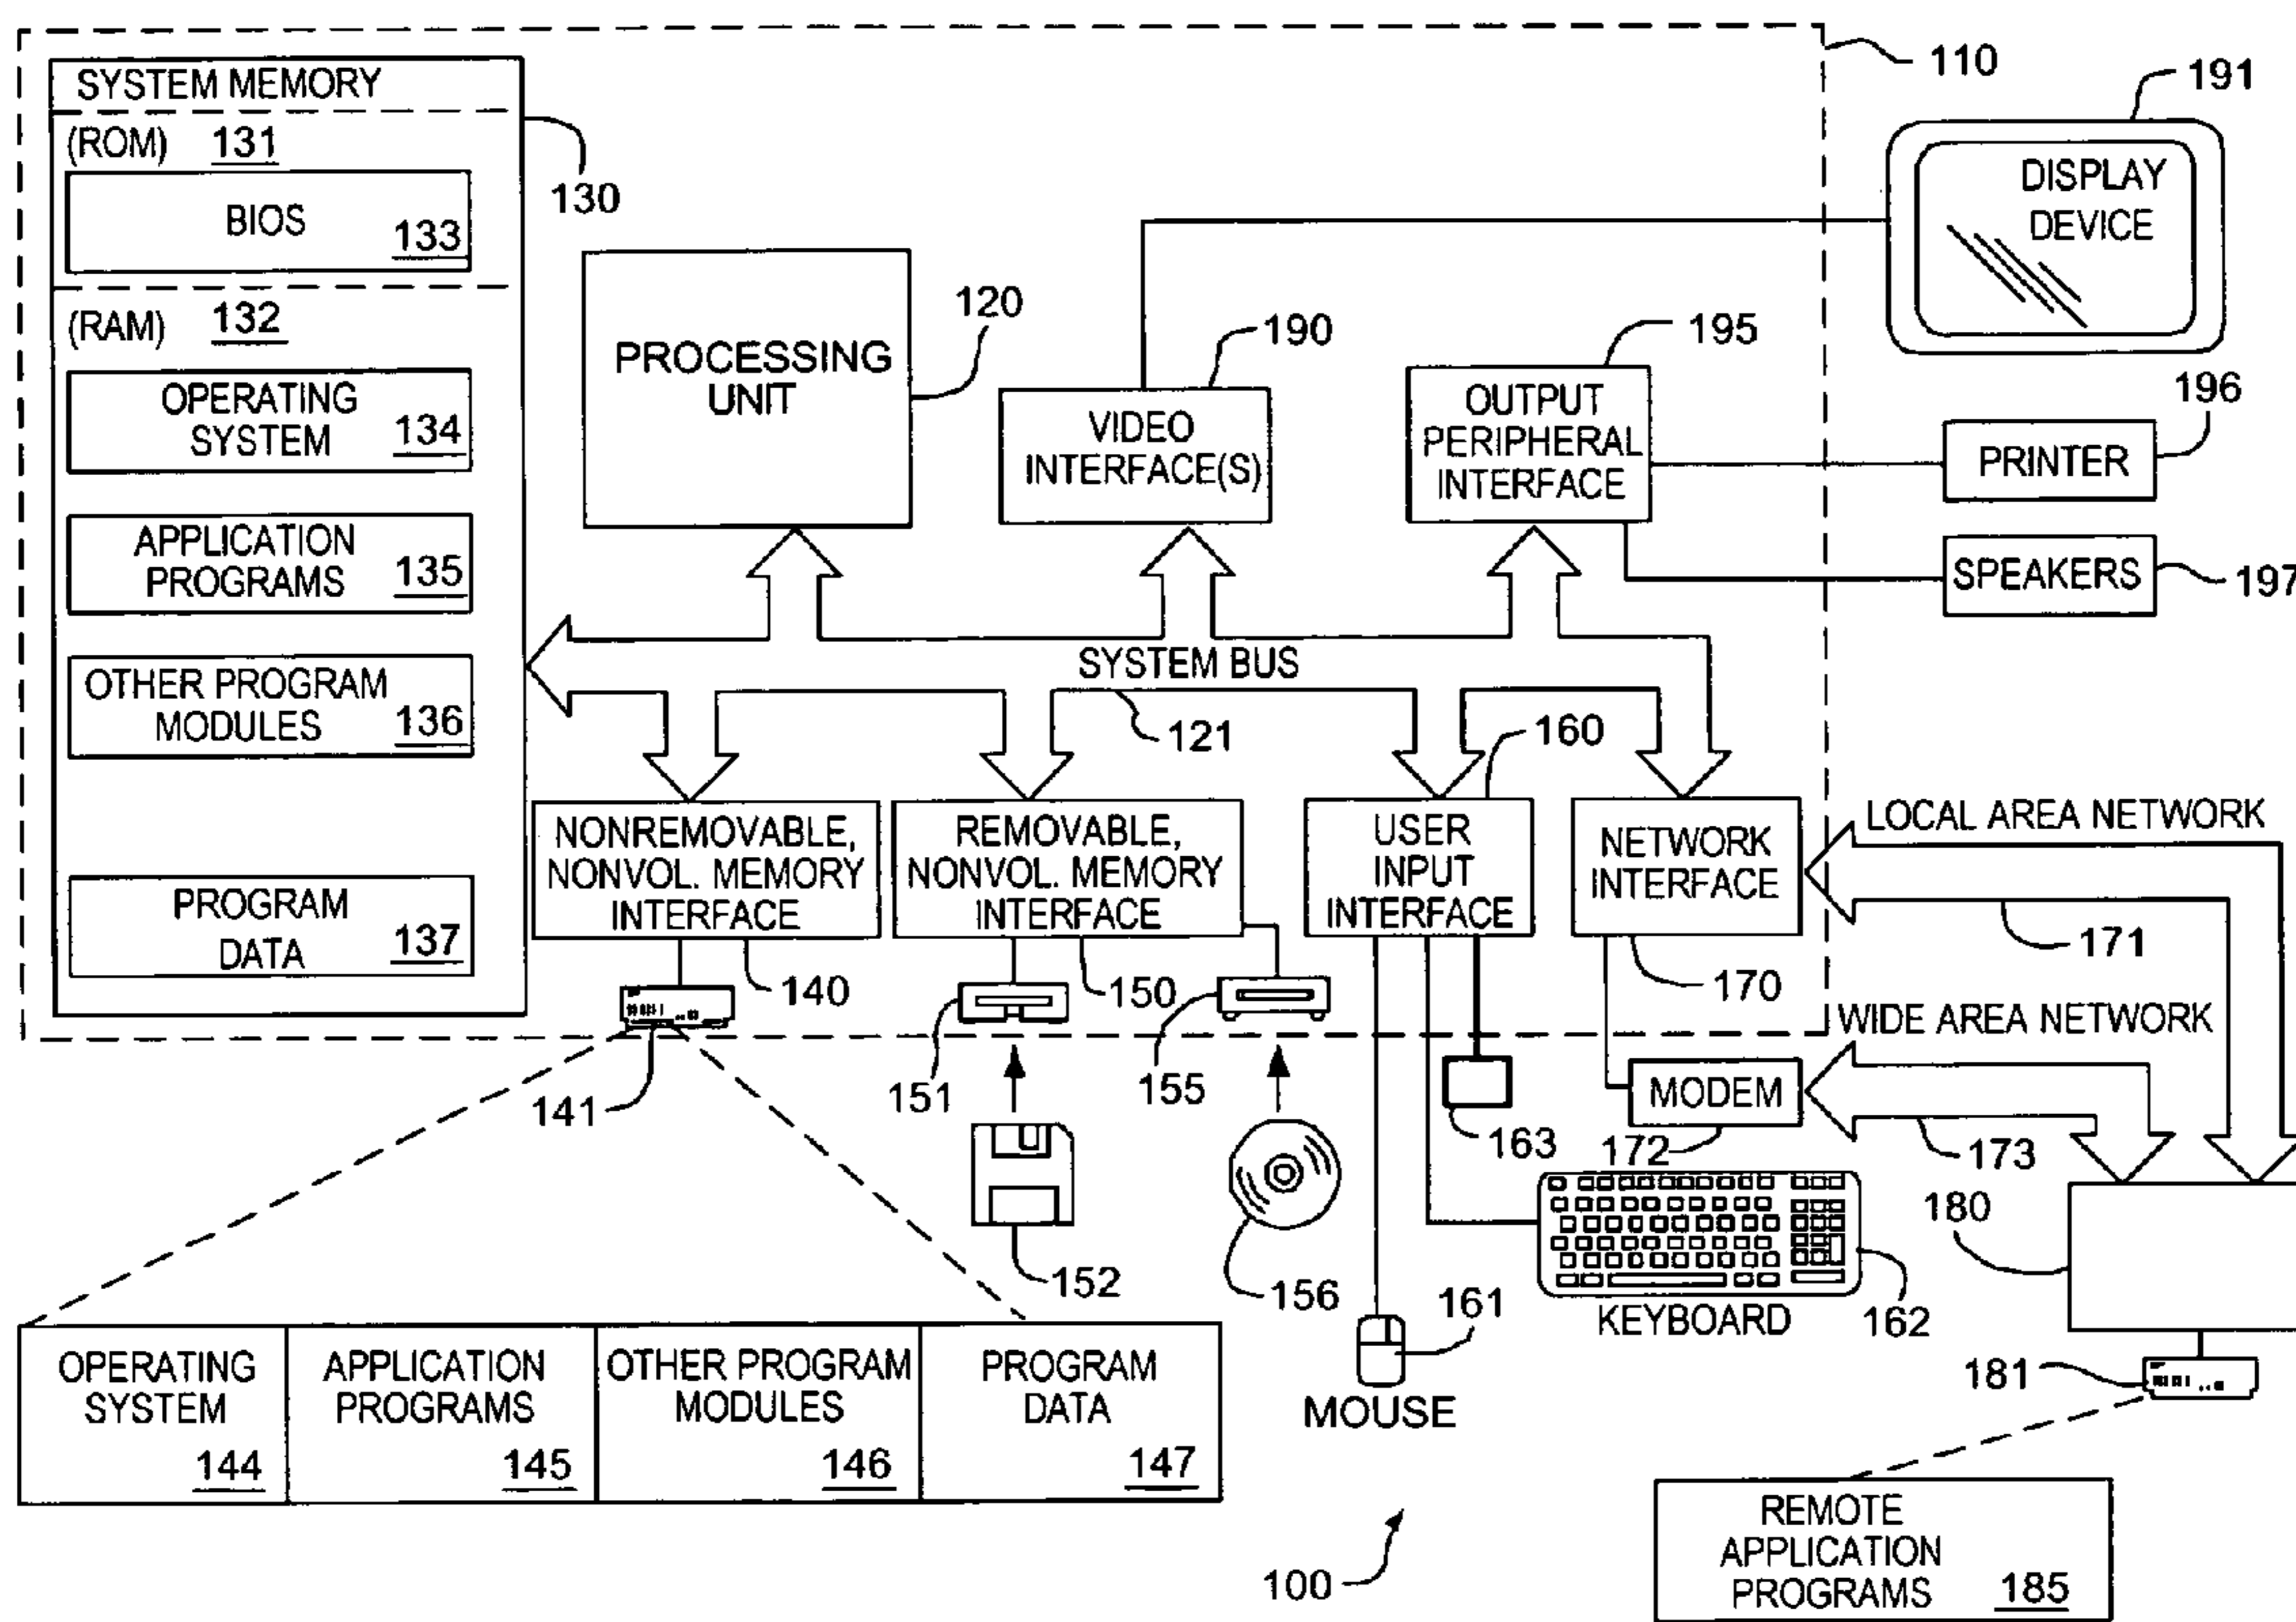 110
191
SYSTEM MEMORY
(ROM) 131
BIOS
133
130
(RAM) 132
OPERATING
SYSTEM
134
APPLICATION
PROGRAMS
135
OTHER PROGRAM
MODULES
136
PROGRAM
DATA
137
PROCESSING
UNIT
120
190
VIDEO
INTERFACE(S)
195
OUTPUT
PERIPHERAL
INTERFACE
DISPLAY
DEVICE
196
PRINTER
SPEAKERS
197
SYSTEM BUS
121
160
NONREMOVABLE,
NONVOL. MEMORY
INTERFACE
140
REMOVABLE,
NONVOL. MEMORY
INTERFACE
150
USER
INPUT
INTERFACE
NETWORK
INTERFACE
170
LOCAL AREA NETWORK
171
WIDE AREA NETWORK
141
151
155
163
MODEM
172
173
152
156
161
MOUSE
KEYBOARD
162
180
181
OPERATING
SYSTEM
144
APPLICATION
PROGRAMS
145
OTHER PROGRAM
MODULES
146
PROGRAM
DATA
147
100
REMOTE
APPLICATION
PROGRAMS
185